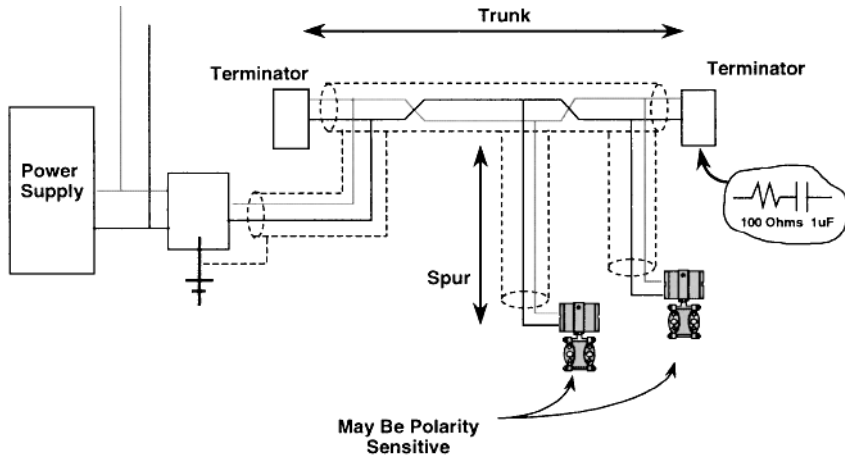 Trunk
Terminator
Terminator
Power
Supply
100 Ohms 1uF
Spur
May Be Polarity
Sensitive